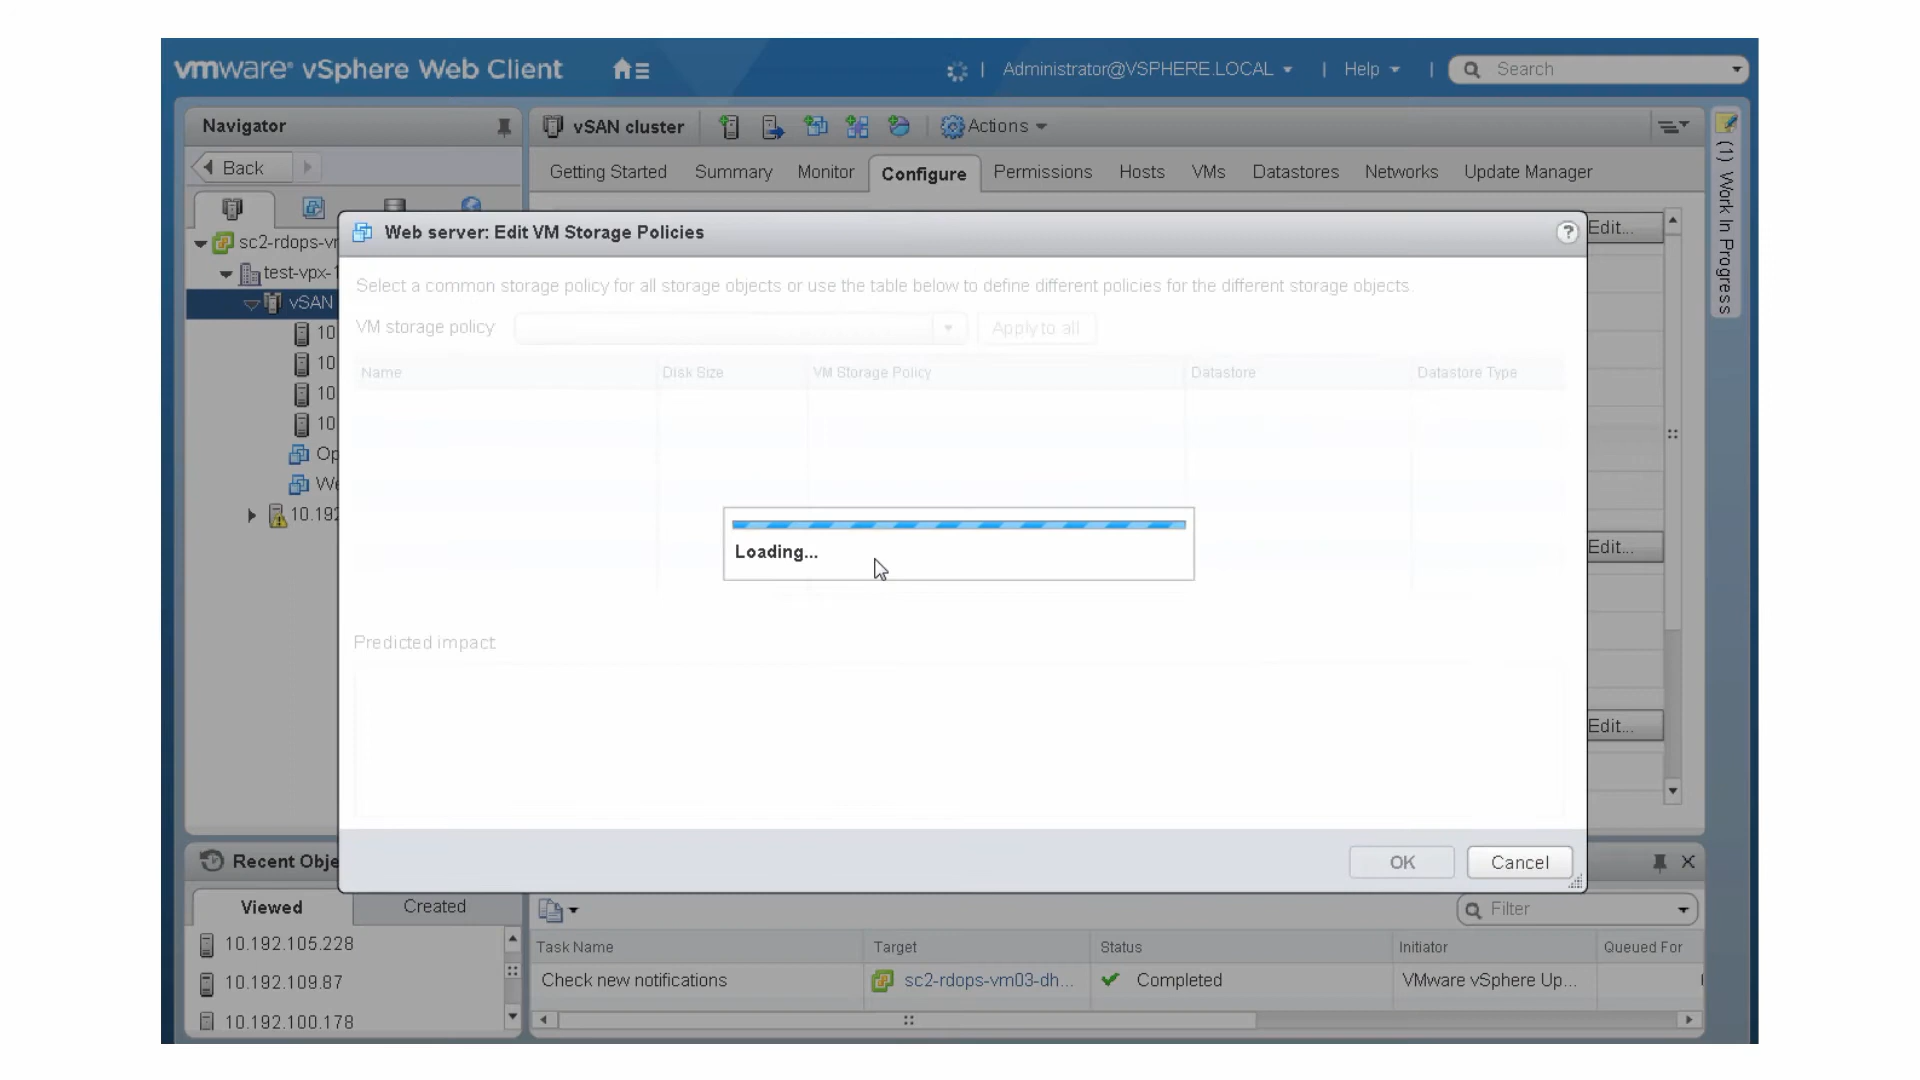 vmware® vSphere Web Client
Administrator@VSPHERE.LOCAL
Help
Search
Navigator
vSAN cluster
Actions
Back
Getting Started
Summary
Monitor
Configure
Permissions
Hosts
VMs
Datastores
Networks
Update Manager
(1) Work In Progress
sc2-rdops-vr
test-vpx-1
vSAN
10
10
10
10
Op
We
10.192
Edit...
Edit...
Edit...
Web server: Edit VM Storage Policies
?
Select a common storage policy for all storage objects or use the table below to define different policies for the different storage objects
VM storage policy
Apply to all
Name
Disk Size
VM Storage Policy
Datastore
Datastore Type
Loading...
Predicted impact
OK
Cancel
Recent Obje
Viewed
Created
10.192.105.228
10.192.109.87
10.192.100.178
Filter
Task Name
Target
Status
Initiator
Queued For
Check new notifications
sc2-rdops-vm03-dh...
Completed
VMware vSphere Up...